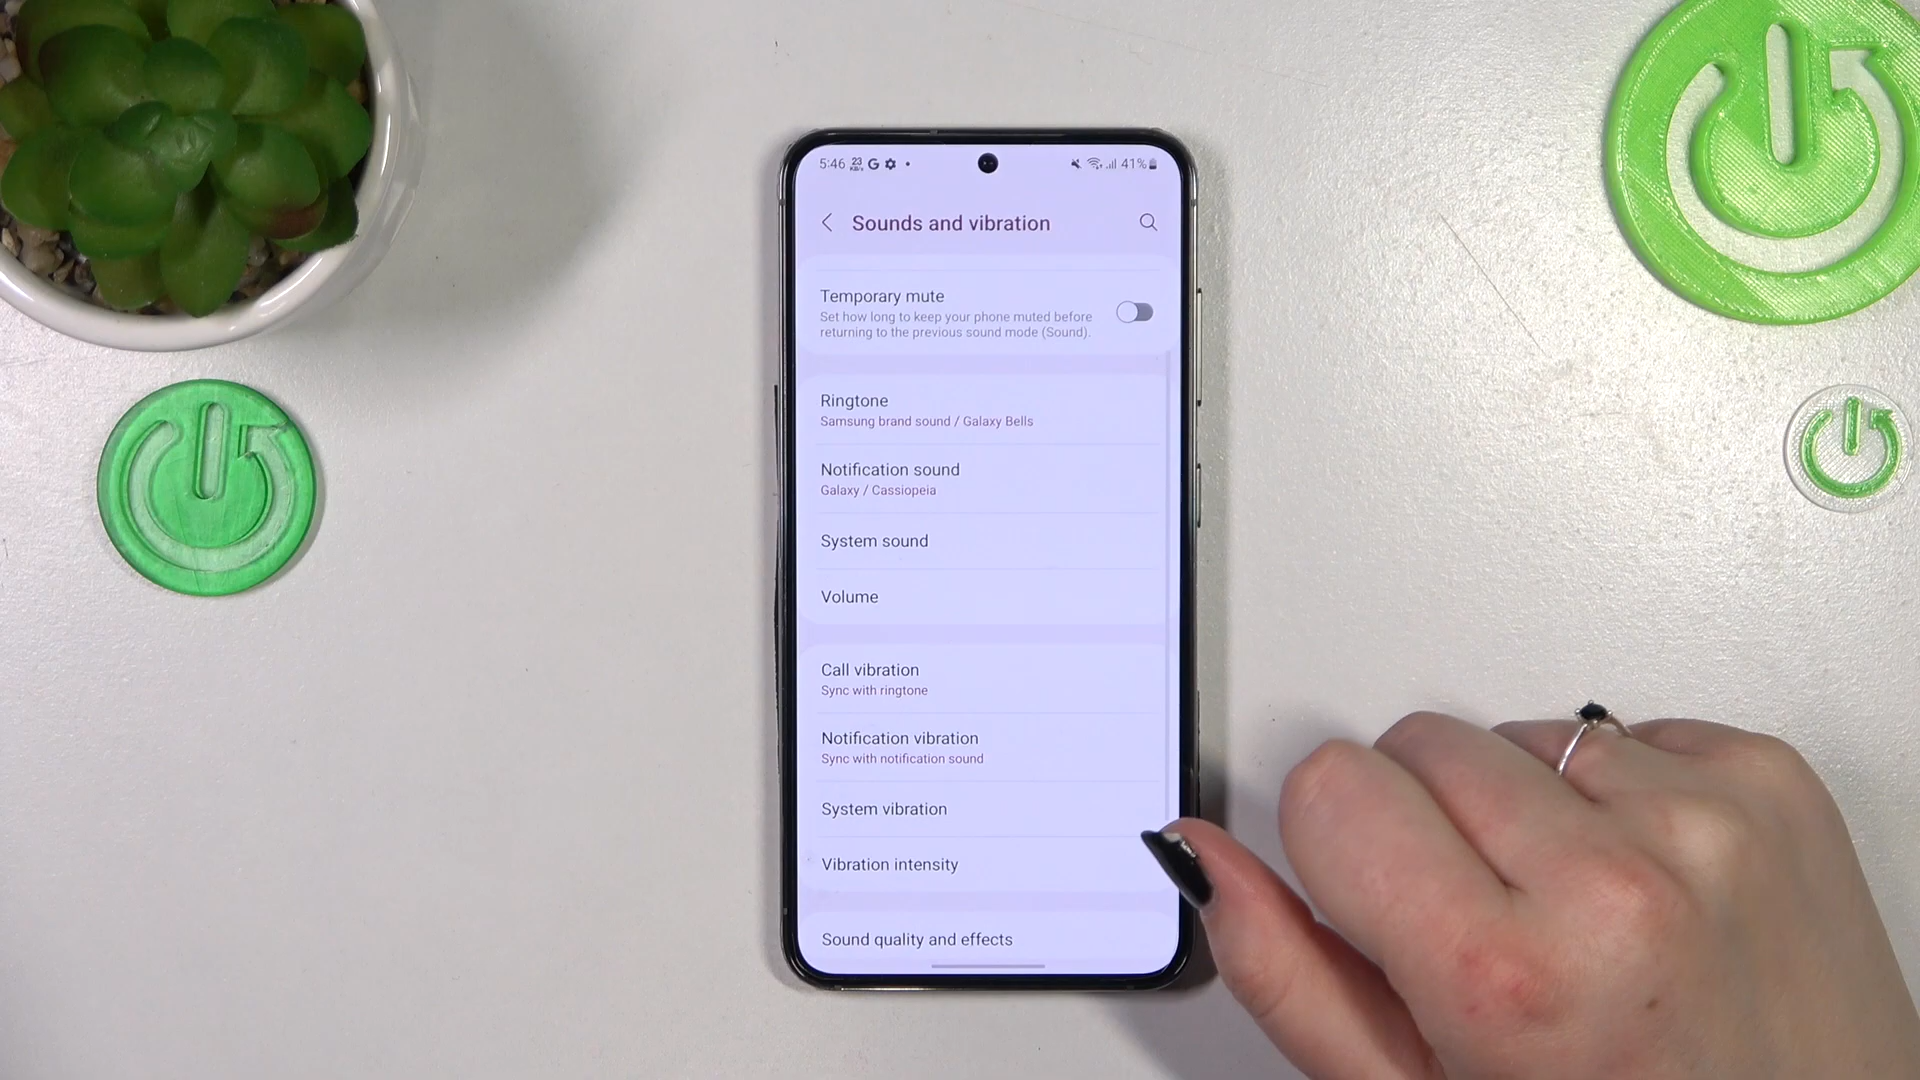 5:46 23 KB/s G 41%
Sounds and vibration
Temporary mute
Set how long to keep your phone muted before
returning to the previous sound mode (Sound).
Ringtone
Samsung brand sound / Galaxy Bells
Notification sound
Galaxy / Cassiopeia
System sound
Volume
Call vibration
Sync with ringtone
Notification vibration
Sync with notification sound
System vibration
Vibration intensity
Sound quality and effects